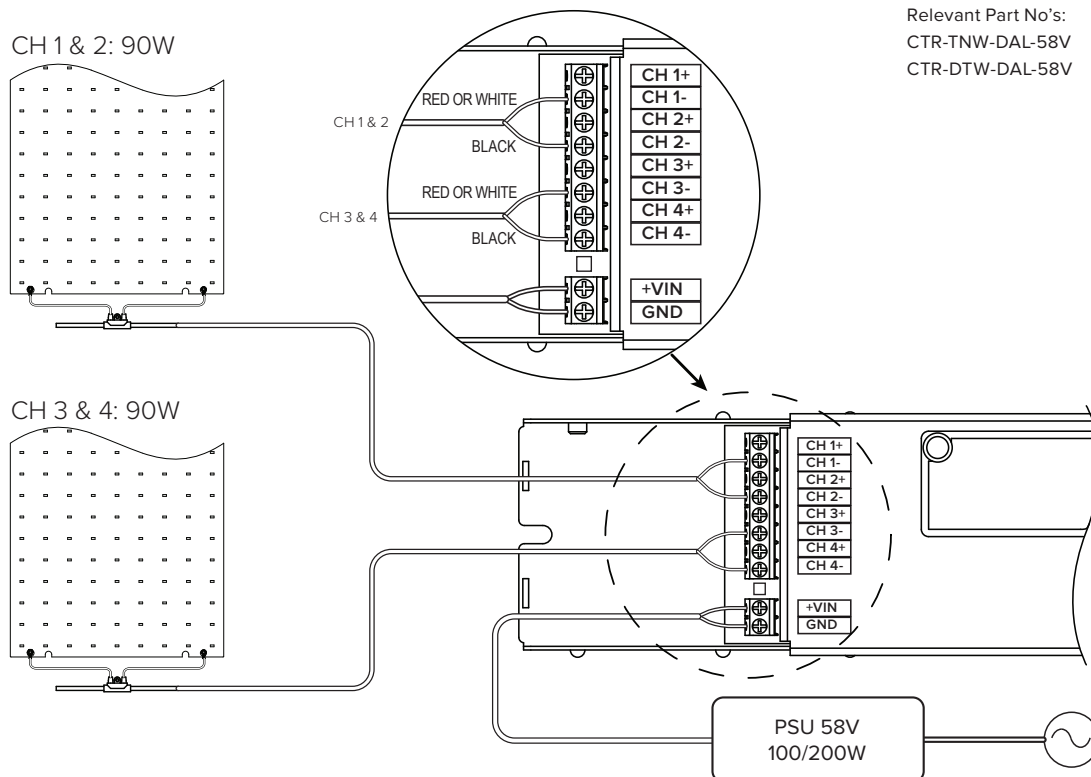 Relevant Part No's:
CTR-TNW-DAL-58V
CTR-DTW-DAL-58V
CH 1 & 2: 90W
RED OR WHITE
CH 1 & 2
BLACK
RED OR WHITE
CH 3 & 4
BLACK
CH 1+
CH 1-
CH 2+
CH 2-
CH 3+
CH 3-
CH 4+
CH 4-
+VIN
GND
CH 3 & 4: 90W
CH 1+
CH 1-
CH 2+
CH 2-
CH 3+
CH 3-
CH 4+
CH 4-
+VIN
GND
PSU 58V
100/200W